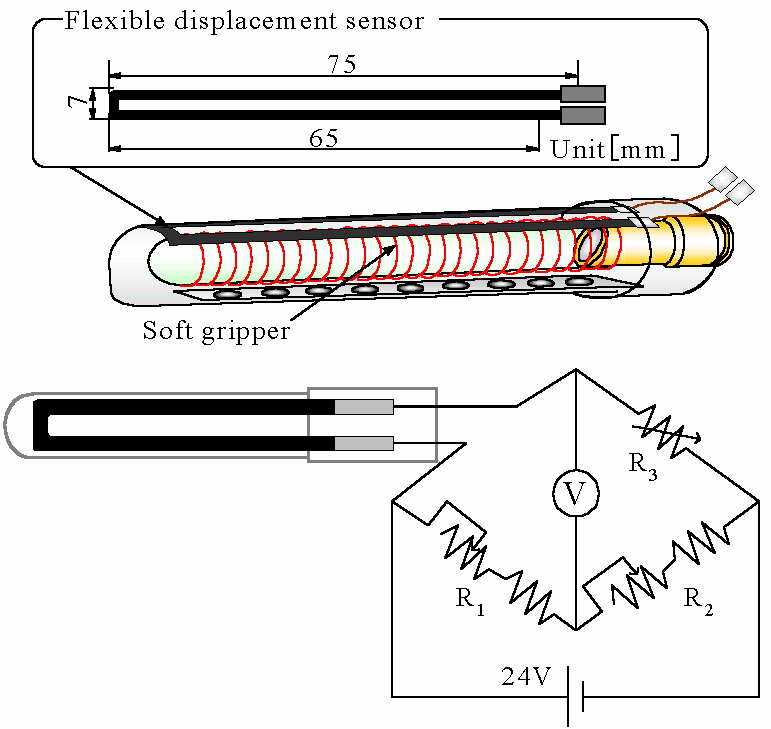 Flexible displacement sensor
75
7
65
Unit[mm]
Soft gripper
R3
V
R1
R2
24V